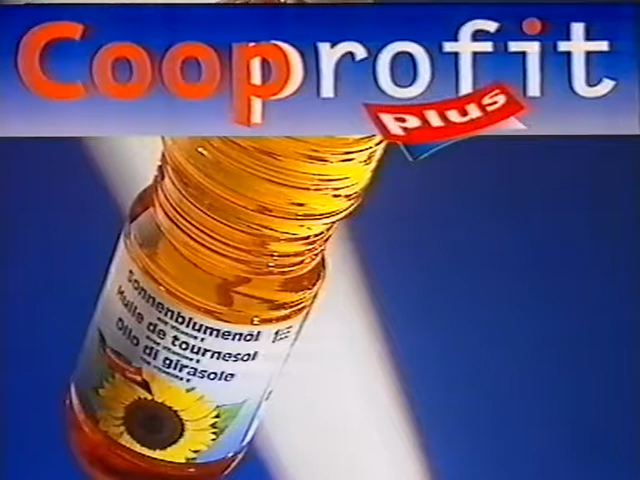 Cooprofit
Plus
Sonnenblumenöl
Huile de tournesol
Olio di girasole